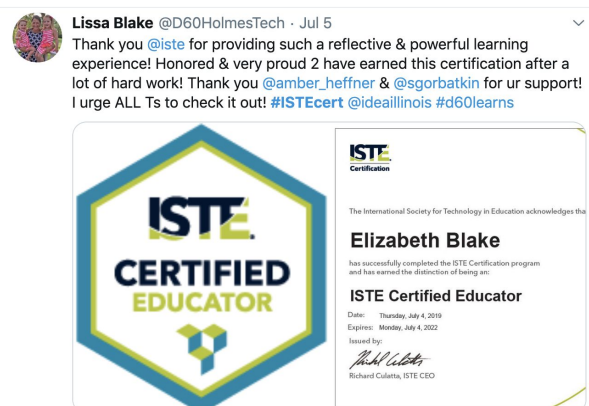 Lissa Blake @D60HolmesTech · Jul 5
Thank you @iste for providing such a reflective & powerful learning
experience! Honored & very proud 2 have earned this certification after a
lot of hard work! Thank you @amber_heffner & @sgorbatkin for ur support!
I urge ALL Ts to check it out! #ISTEcert @ideaillinois #d60learns
ISTE.
CERTIFIED
EDUCATOR
ISTE.
Certification
The International Society for Technology in Education acknowledges tha
Elizabeth Blake
has successfully completed the ISTE Certification program
and has earned the distinction of being an:
ISTE Certified Educator
Date: Thursday, July 4, 2019
Expires: Monday, July 4, 2022
Issued by:
Richard Culatta, ISTE CEO